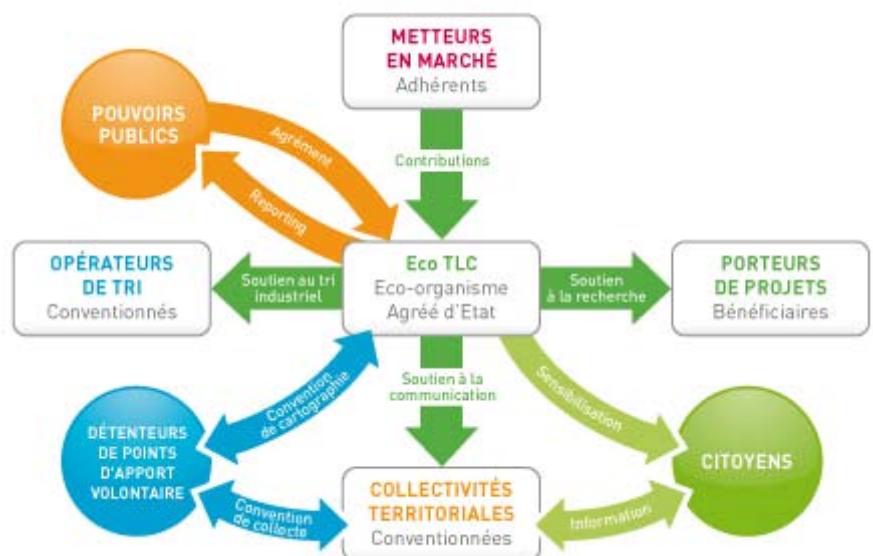 METTEURS
EN MARCHÉ
Adhérents
POUVOIRS
PUBLICS
Agrément
Reporting
Contributions
OPÉRATEURS
DE TRI
Conventionnés
Soutien au tri
industriel
Eco TLC
Eco-organisme
Agréé d'Etat
Soutien
à la recherche
PORTEURS
DE PROJETS
Bénéficiaires
Convention
de cartographie
Soutien à la
communication
Sensibilisation
DÉTENTEURS
DE POINTS
D'APPORT
VOLONTAIRE
CITOYENS
Convention
de collecte
COLLECTIVITÉS
TERRITORIALES
Conventionnées
Information